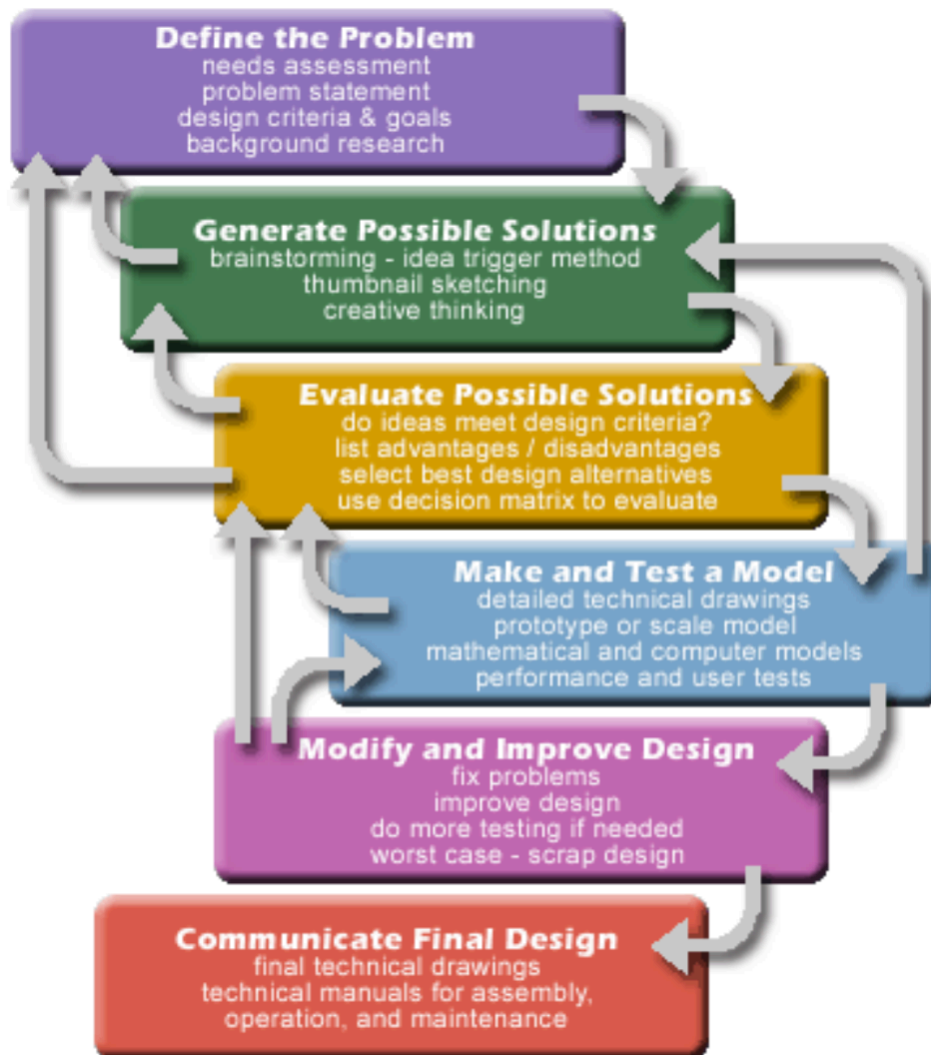 Define the Problem
needs assessment
problem statement
design criteria & goals
background research
Generate Possible Solutions
brainstorming - idea trigger method
thumbnail sketching
creative thinking
Evaluate Possible Solutions
do ideas meet design criteria?
list advantages / disadvantages
select best design alternatives
use decision matrix to evaluate
Make and Test a Model
detailed technical drawings
prototype or scale model
mathematical and computer models
performance and user tests
Modify and Improve Design
fix problems
improve design
do more testing if needed
worst case - scrap design
Communicate Final Design
final technical drawings
technical manuals for assembly,
operation, and maintenance